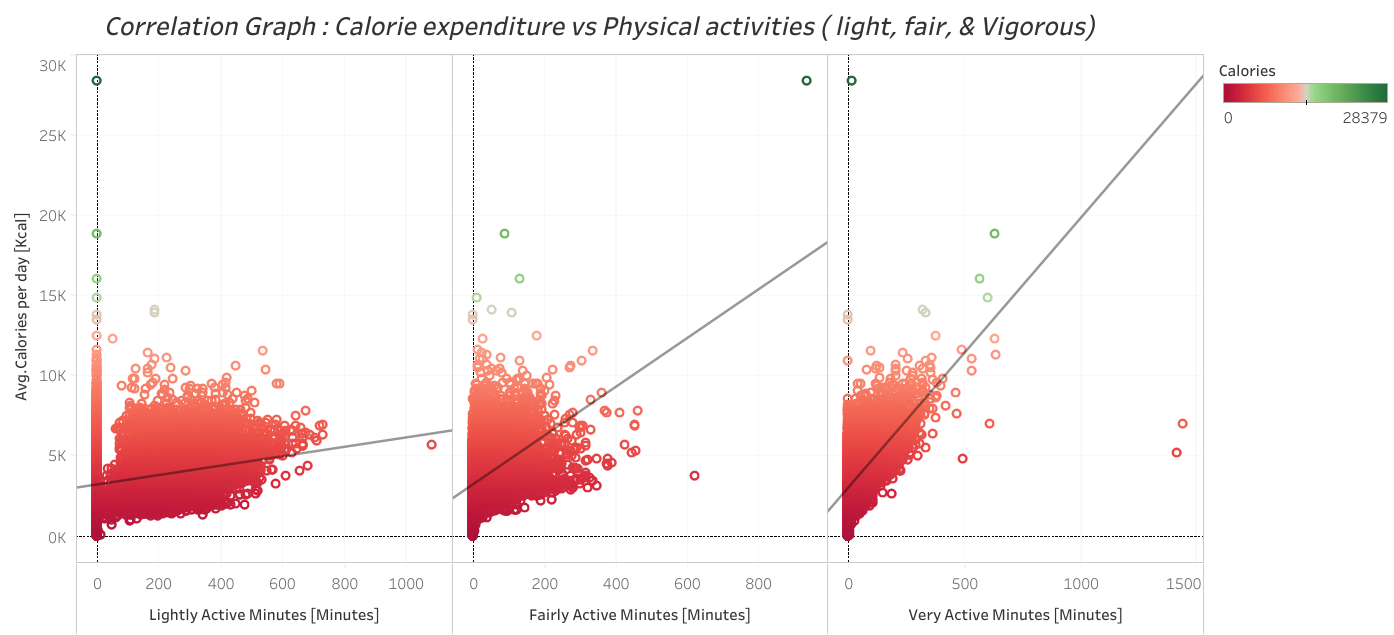 Correlation Graph : Calorie expenditure vs Physical activities ( light, fair, & Vigorous)
Calories
0 28379
Avg.Calories per day [Kcal]
30K
25K
20K
15K
10K
5K
0K
0 200 400 600 800 1000
0 200 400 600 800
0 500 1000 1500
Lightly Active Minutes [Minutes]
Fairly Active Minutes [Minutes]
Very Active Minutes [Minutes]